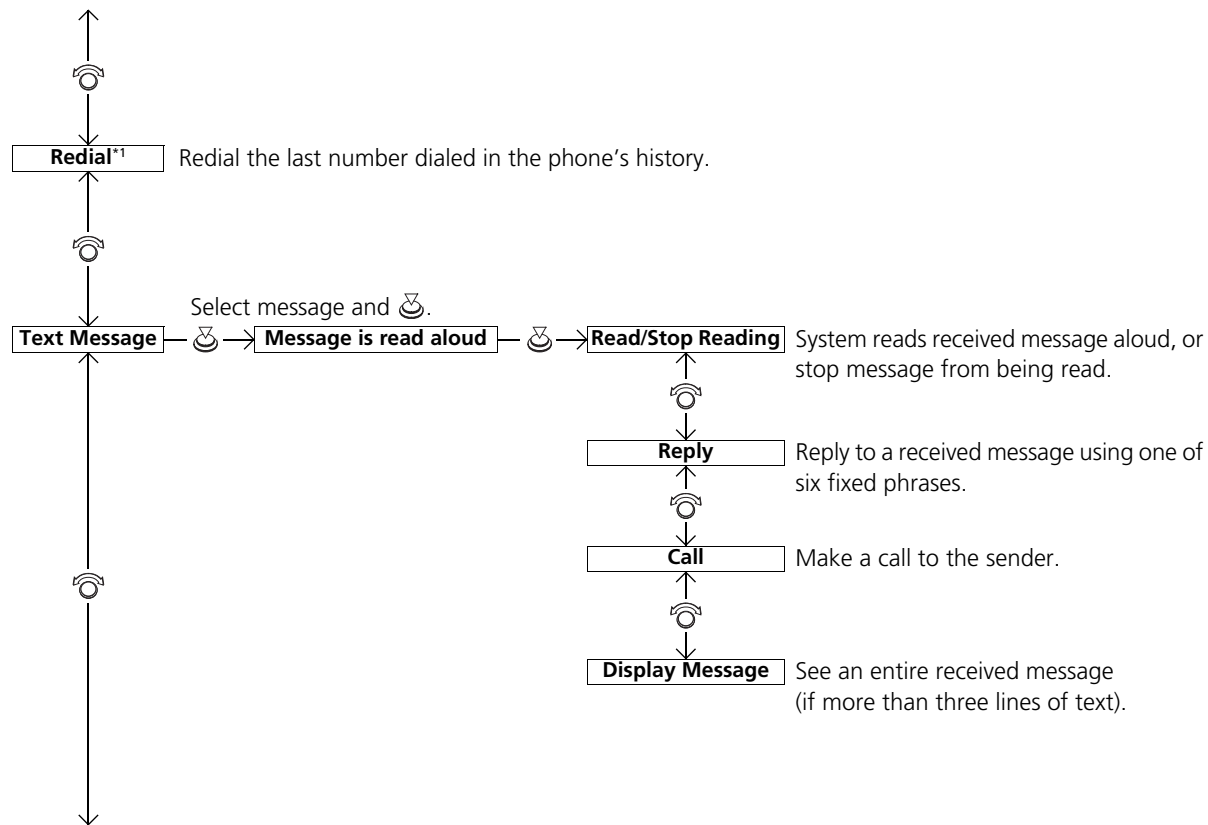 Redial*1
Redial the last number dialed in the phone’s history.
Select message and .
Text Message
Message is read aloud
Read/Stop Reading
System reads received message aloud, or
stop message from being read.
Reply
Reply to a received message using one of
six fixed phrases.
Call
Make a call to the sender.
Display Message
See an entire received message
(if more than three lines of text).